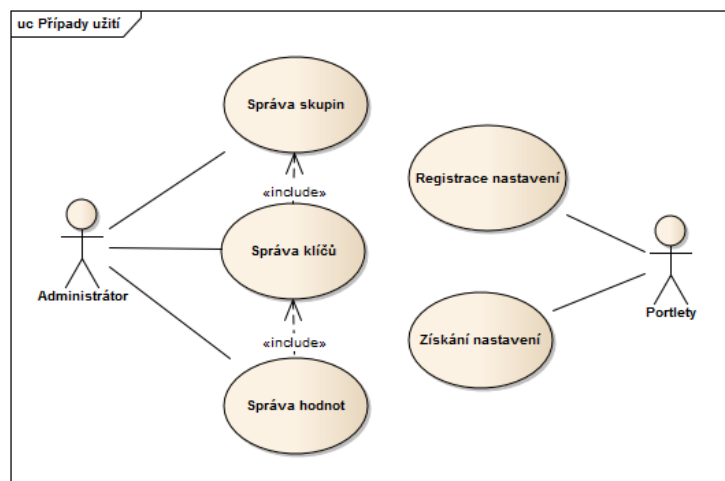 uc Případy užití
Správa skupin
«include»
Registrace nastavení
Správa klíčů
Administrátor
Portlety
«include»
Získání nastavení
Správa hodnot